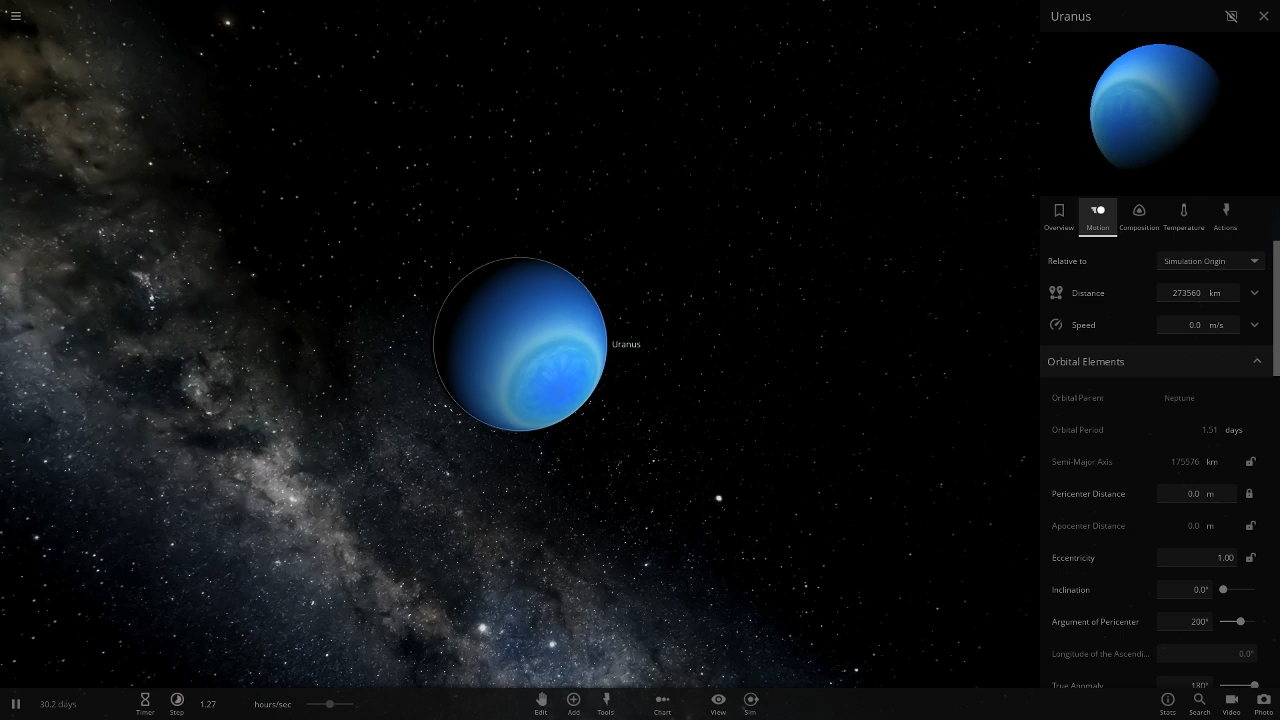 Uranus
Overview Motion Composition Temperature Actions
Relative to Simulation Origin
Distance 273560 km
Speed 0.0 m/s
Orbital Elements
Orbital Parent Neptune
Orbital Period 1.51 days
Semi-Major Axis 175576 km
Pericenter Distance 0.0 m
Apocenter Distance 0.0 m
Eccentricity 1.00
Inclination 0.0°
Argument of Pericenter 200°
Longitude of the Ascendi... 0.0°
True Anomaly 180°
Uranus
30.2 days
Timer Step 1.27 hours/sec
Edit Add Tools Chart View Sim
Stats Search Video Photo